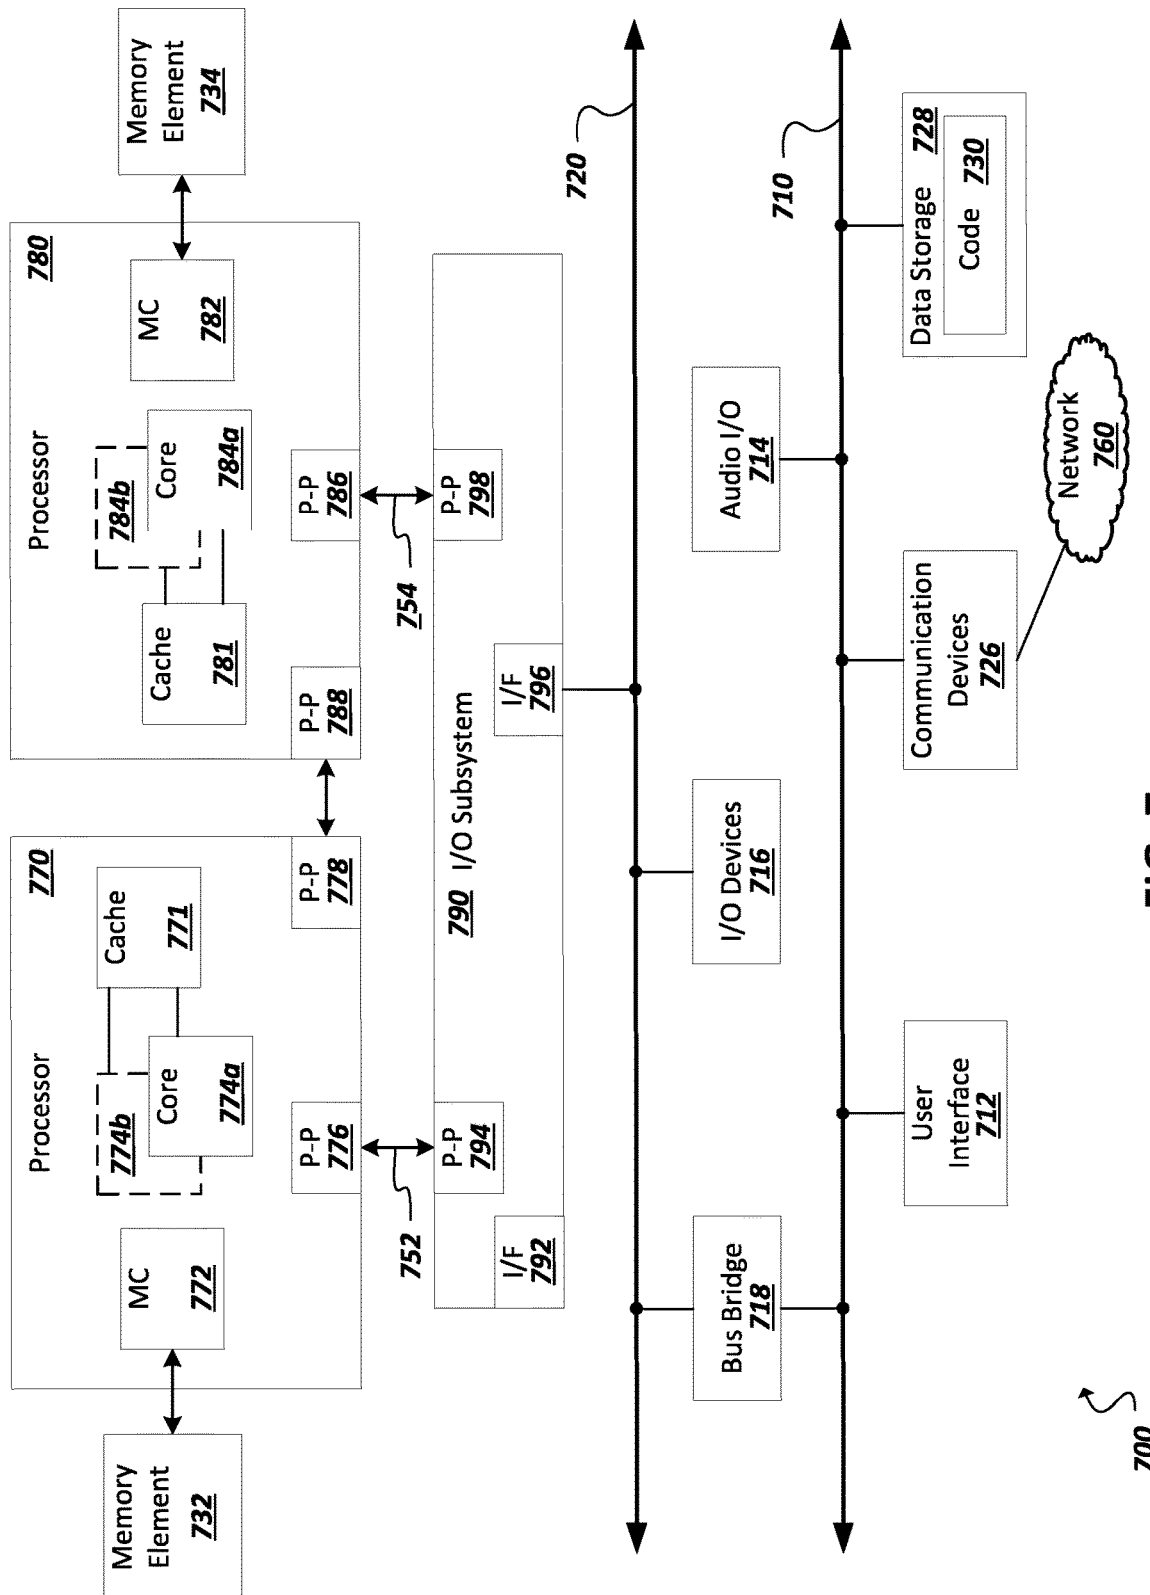 Memory
Element
732
MC
772
Processor
770
774b
Core
774a
Cache
771
P-P
776
P-P
778
Processor
780
Cache
781
784b
Core
784a
MC
782
P-P
788
P-P
786
Memory
Element
734
752
754
790 I/O Subsystem
P-P
794
P-P
798
I/F
792
I/F
796
720
Bus Bridge
718
I/O Devices
716
Audio I/O
714
710
User
Interface
712
Communication
Devices
726
Data Storage
728
Code
730
Network
760
700